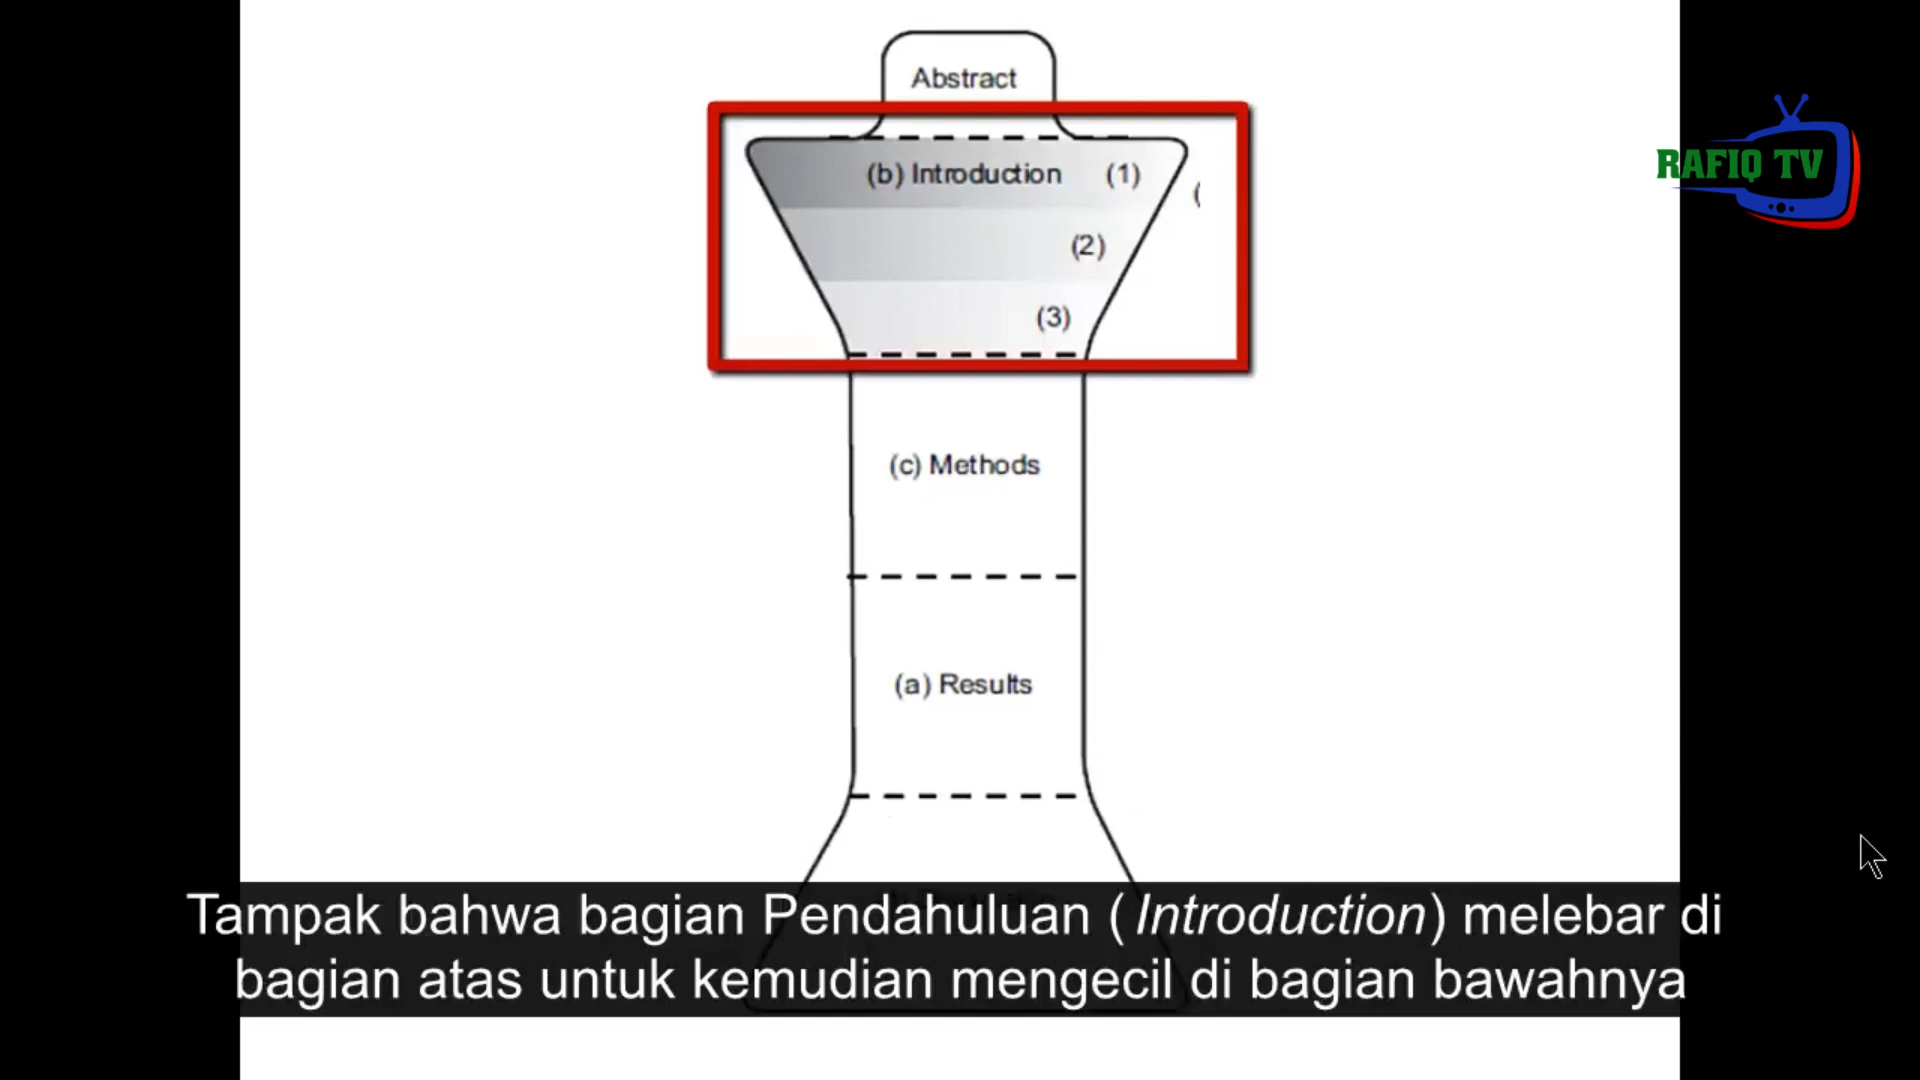 Abstract
(b) Introduction (1)
(
(2)
(3)
RAFIQ TV
(c) Methods
(a) Results
Tampak bahwa bagian Pendahuluan (Introduction) melebar di
bagian atas untuk kemudian mengecil di bagian bawahnya